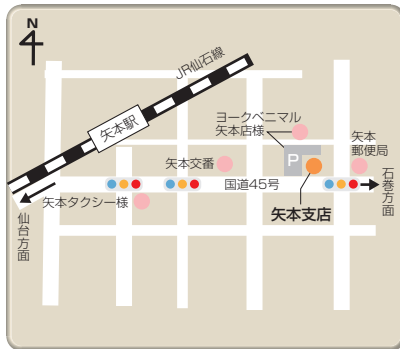 N
JR仙石線
矢本駅
ヨークベニマル
矢本店様
矢本
郵便局
P
矢本交番
国道45号
石巻方面
矢本タクシー様
仙台方面
矢本支店